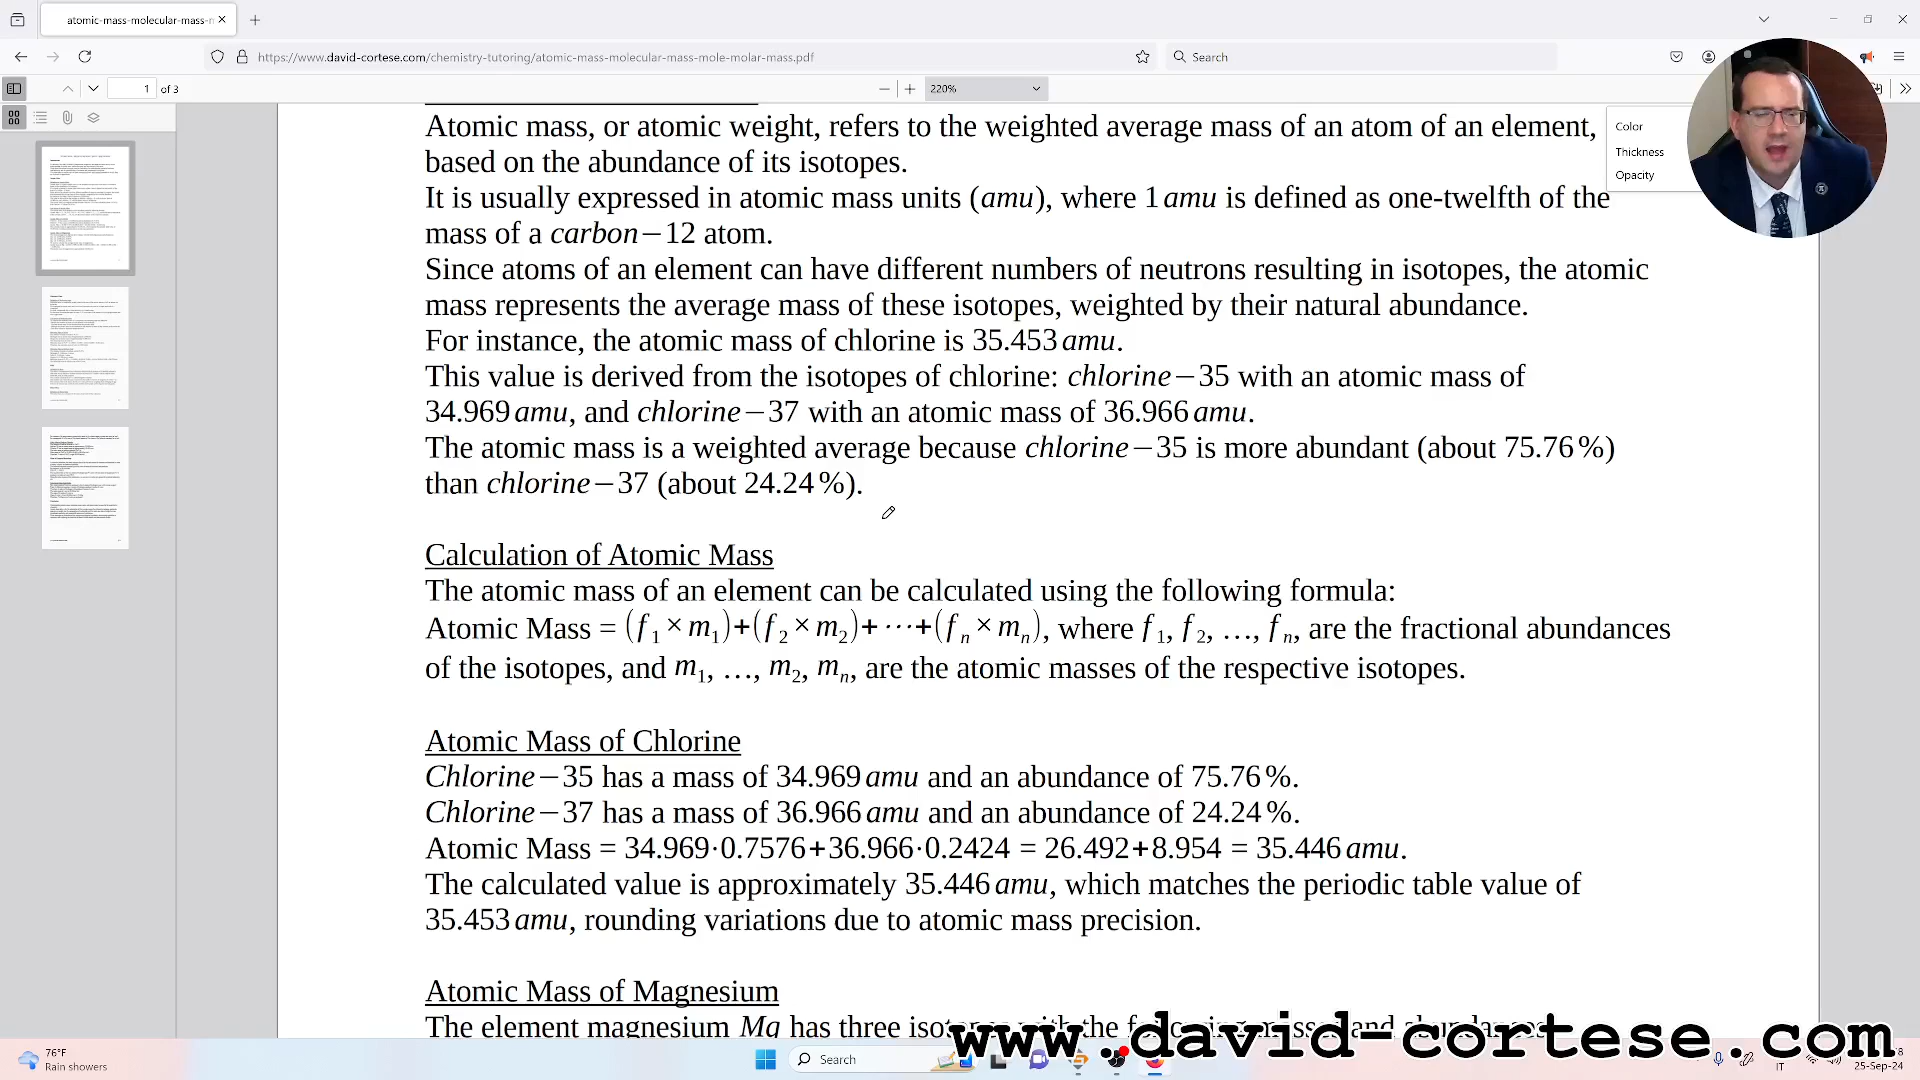 atomic-mass-molecular-mass-n
https://www.david-cortese.com/chemistry-tutoring/atomic-mass-molecular-mass-mole-molar-mass.pdf
Search
1 of 3
220%
Color
Thickness
Opacity
Atomic mass, or atomic weight, refers to the weighted average mass of an atom of an element,
based on the abundance of its isotopes.
It is usually expressed in atomic mass units (amu), where 1 amu is defined as one-twelfth of the
mass of a carbon−12 atom.
Since atoms of an element can have different numbers of neutrons resulting in isotopes, the atomic
mass represents the average mass of these isotopes, weighted by their natural abundance.
For instance, the atomic mass of chlorine is 35.453 amu.
This value is derived from the isotopes of chlorine: chlorine−35 with an atomic mass of
34.969 amu, and chlorine−37 with an atomic mass of 36.966 amu.
The atomic mass is a weighted average because chlorine−35 is more abundant (about 75.76 %)
than chlorine−37 (about 24.24 %).
Calculation of Atomic Mass
The atomic mass of an element can be calculated using the following formula:
Atomic Mass = (f₁×m₁)+(f₂×m₂)+⋯+(fₙ×mₙ), where f₁, f₂, …, fₙ, are the fractional abundances
of the isotopes, and m₁, …, m₂, mₙ, are the atomic masses of the respective isotopes.
Atomic Mass of Chlorine
Chlorine−35 has a mass of 34.969 amu and an abundance of 75.76 %.
Chlorine−37 has a mass of 36.966 amu and an abundance of 24.24 %.
Atomic Mass = 34.969·0.7576+36.966·0.2424 = 26.492+8.954 = 35.446 amu.
The calculated value is approximately 35.446 amu, which matches the periodic table value of
35.453 amu, rounding variations due to atomic mass precision.
Atomic Mass of Magnesium
The element magnesium Mg has three
www.david-cortese.com
76°F
Rain showers
Search
IT
25-Sep-24